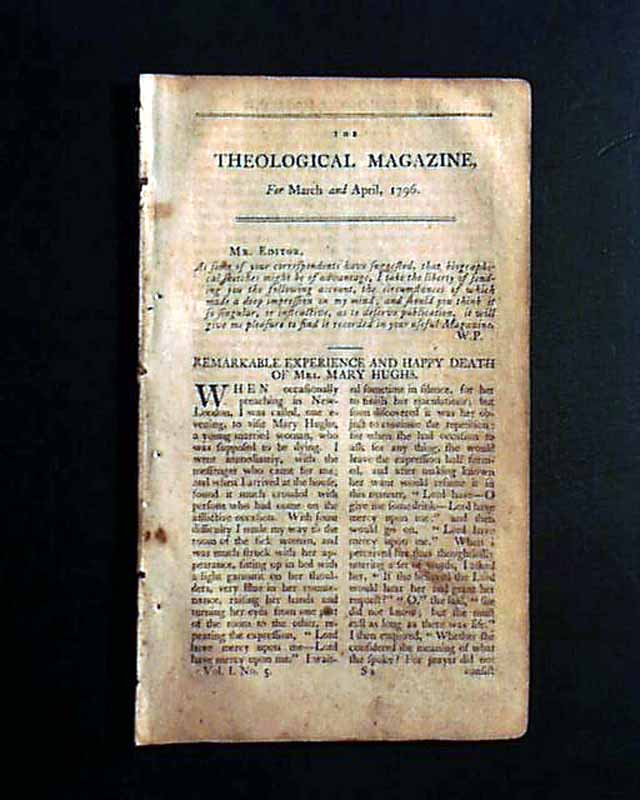 THE
THEOLOGICAL MAGAZINE,
For March and April, 1796.
MR. EDITOR,
As some of your correspondents have suggested, that biographi-
cal sketches might be of advantage, I take the liberty of send-
ing you the following account, the circumstances of which
made a deep impression on my mind, and should you think it
so singular, or instructive, as to deserve publication, it will
give me pleasure to find it recorded in your useful Magazine.
W. P.
REMARKABLE EXPERIENCE AND HAPPY DEATH
OF MRS. MARY HUGHS.
WHEN occasionally
preaching in New-
London, I was called, one e-
vening, to visit Mary Hughs,
a young married woman, who
was supposed to be dying. I
went immediately, with the
messenger who came for me;
and when I arrived at the house,
found it much crouded with
persons who had come on the
afflictive occasion. With some
difficulty I made my way to the
room of the sick woman, and
was much struck with her ap-
pearance, sitting up in bed with
a light garment on her shoul-
ders, very blue in her counte-
nance, raising her hands and
turning her eyes from one part
of the room to the other, re-
peating the expression, "Lord
have mercy upon me—Lord
have mercy upon me." I wait-
ed sometime in silence, for her
to finish her ejaculations; but
soon discovered it was her ob-
ject to continue the repetition;
for when she had occasion to
ask for any thing, she would
leave the expression half form-
ed, and after making known
her want would resume it in
this manner, "Lord have—O
give me some drink—Lord have
mercy upon me;" and then
would go on, "Lord have
mercy upon me." When I
perceived her thus thoughtlessly
uttering a set of words, I asked
her, "If she believed the Lord
would hear her and grant her
request?" "O," she said, "she
did not know; but she must
call as long as there was life."
I then enquired, "Whether she
considered the meaning of what
she spoke? For prayer did not
Vol. I. No. 5.
S s
consist